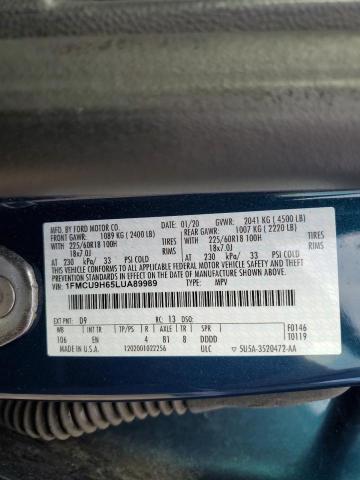 MFD. BY FORD MOTOR CO. 01/20 GVWR: 2041 KG (4500 LB)
FRONT GAWR: 1089 KG (2400 LB) REAR GAWR: 1007 KG (2220 LB)
WITH 225/60R18 100H TIRES WITH 225/60R18 100H TIRES
18x7.0J RIMS 18x7.0J RIMS
AT 230 kPa/ 33 PSI COLD AT 230 kPa/ 33 PSI COLD
THIS VEHICLE CONFORMS TO ALL APPLICABLE FEDERAL MOTOR VEHICLE SAFETY AND THEFT
PREVENTION STANDARDS IN EFFECT ON THE DATE OF MANUFACTURE SHOWN ABOVE.
VIN: 1FMCU9H65LUA89989 TYPE: MPV
EXT PNT: D9 RC: 13 DSO:
WB INT TR TP/PS R AXLE TR SPR F0146
106 EN 4 81 8 DDDD T0119
MADE IN U.S.A. 1202001022256 ULC 5U5A-3520472-AA